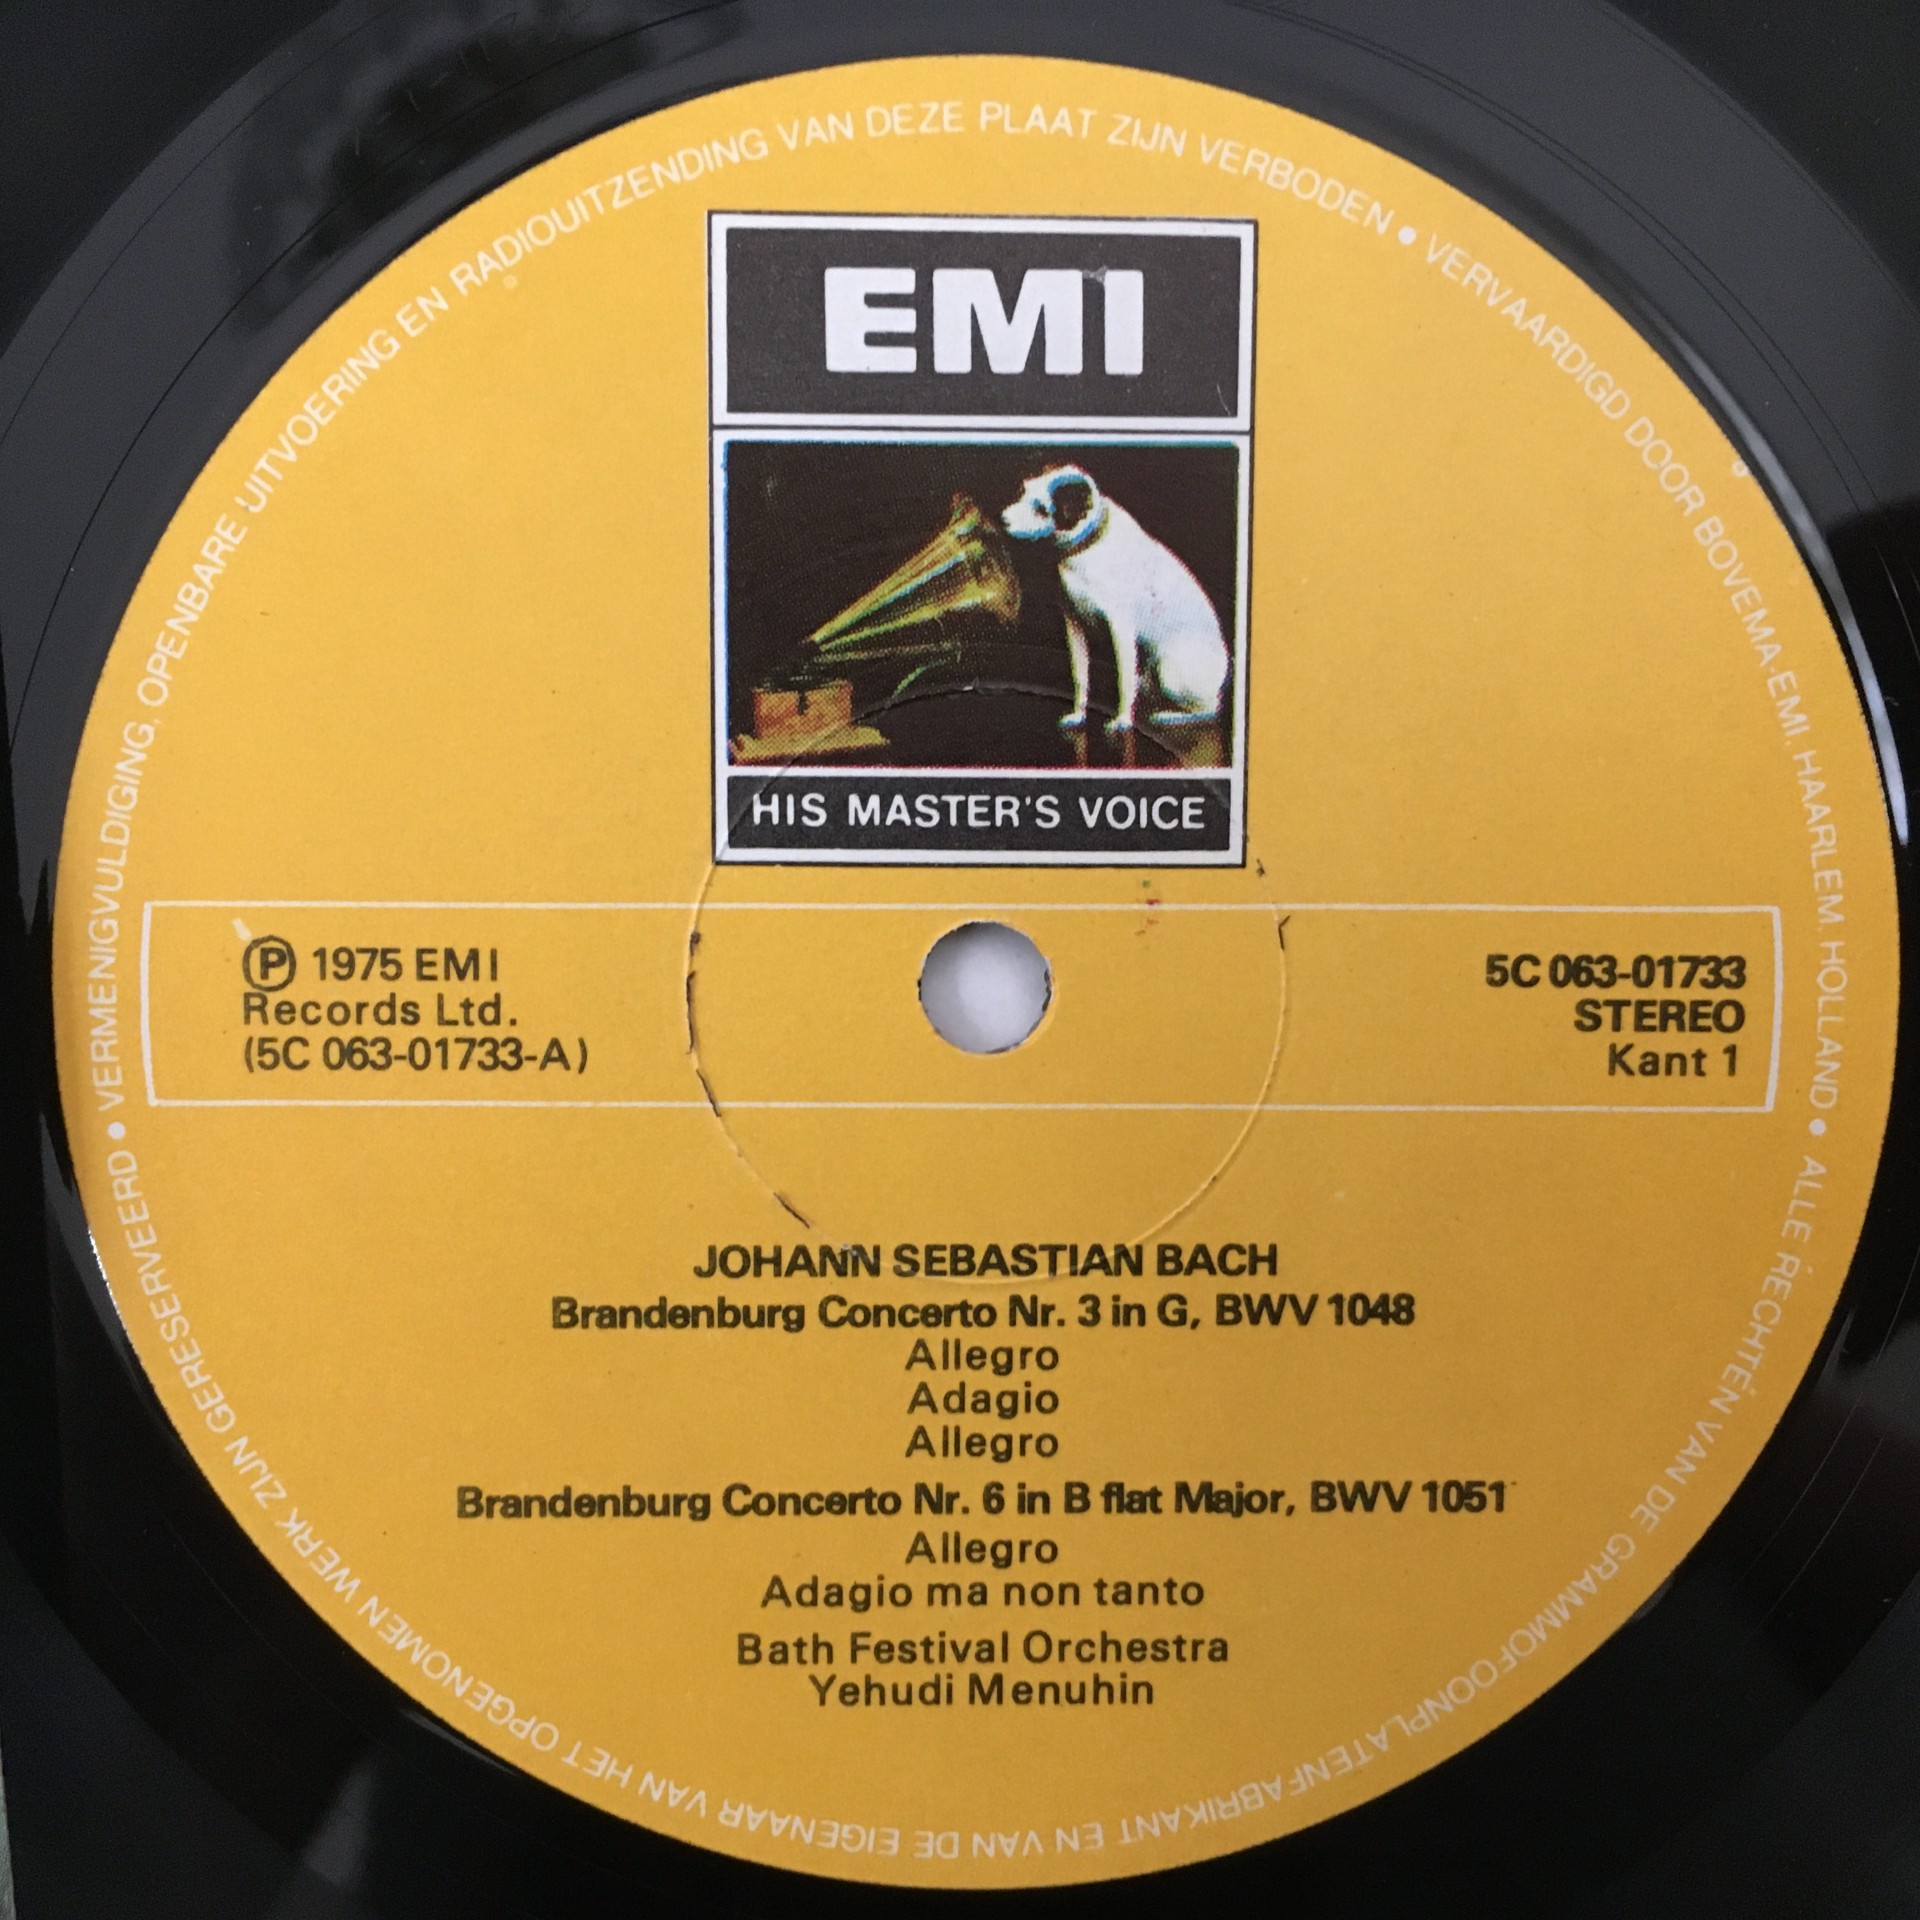 VERMENIGVULDIGING, OPENBARE UITVOERING EN RADIOUITZENDING VAN DEZE PLAAT ZIJN VERBODEN • VERVAARDIGD DOOR BOVEMA-EMI, HAARLEM, HOLLAND • ALLE RECHTEN VAN DE GRAMMOFOONPLATENFABRIKANT EN VAN DE EIGENAAR VAN HET OPGENOMEN WERK ZIJN GERESERVEERD •
EMI
HIS MASTER'S VOICE
Ⓟ 1975 EMI
Records Ltd.
(5C 063-01733-A)
5C 063-01733
STEREO
Kant 1
JOHANN SEBASTIAN BACH
Brandenburg Concerto Nr. 3 in G, BWV 1048
Allegro
Adagio
Allegro
Brandenburg Concerto Nr. 6 in B flat Major, BWV 1051
Allegro
Adagio ma non tanto
Bath Festival Orchestra
Yehudi Menuhin